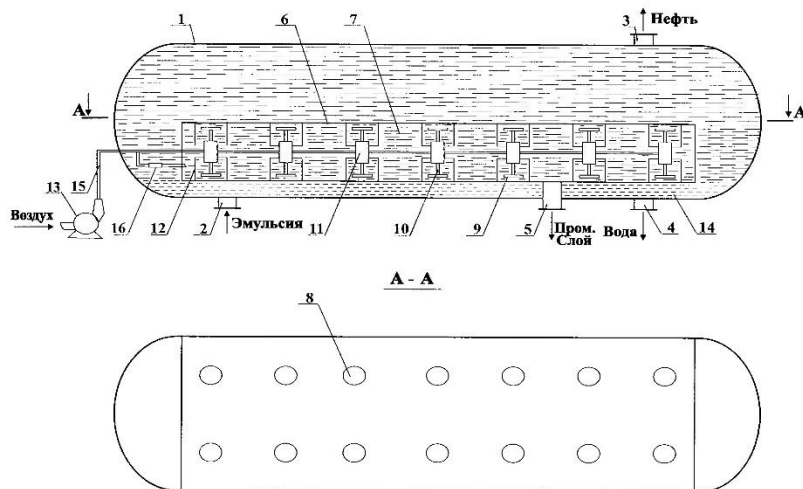 1 6 7 3 Нефть
А А
15
13
Воздух
16 12 2 Эмульсия 11 10 9 5 Пром. Слой Вода 4 14
А - А
8